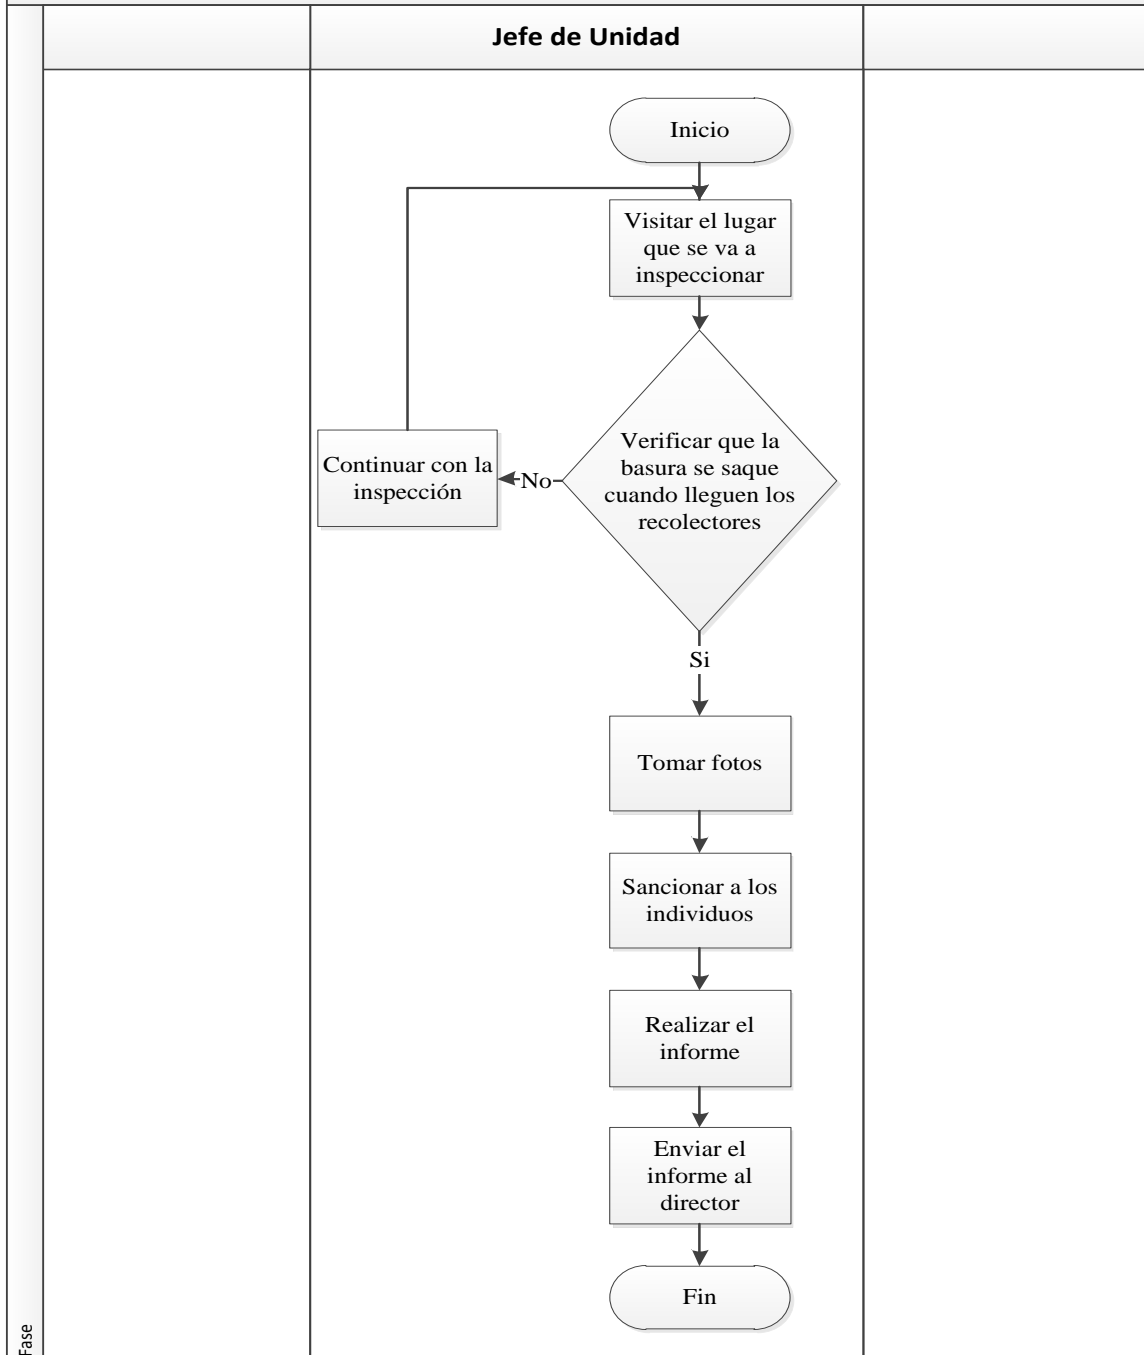 Jefe de Unidad
Inicio
Visitar el lugar
que se va a
inspeccionar
Verificar que la
basura se saque
cuando lleguen los
recolectores
No
Continuar con la
inspección
Si
Tomar fotos
Sancionar a los
individuos
Realizar el
informe
Enviar el
informe al
director
Fin
Fase